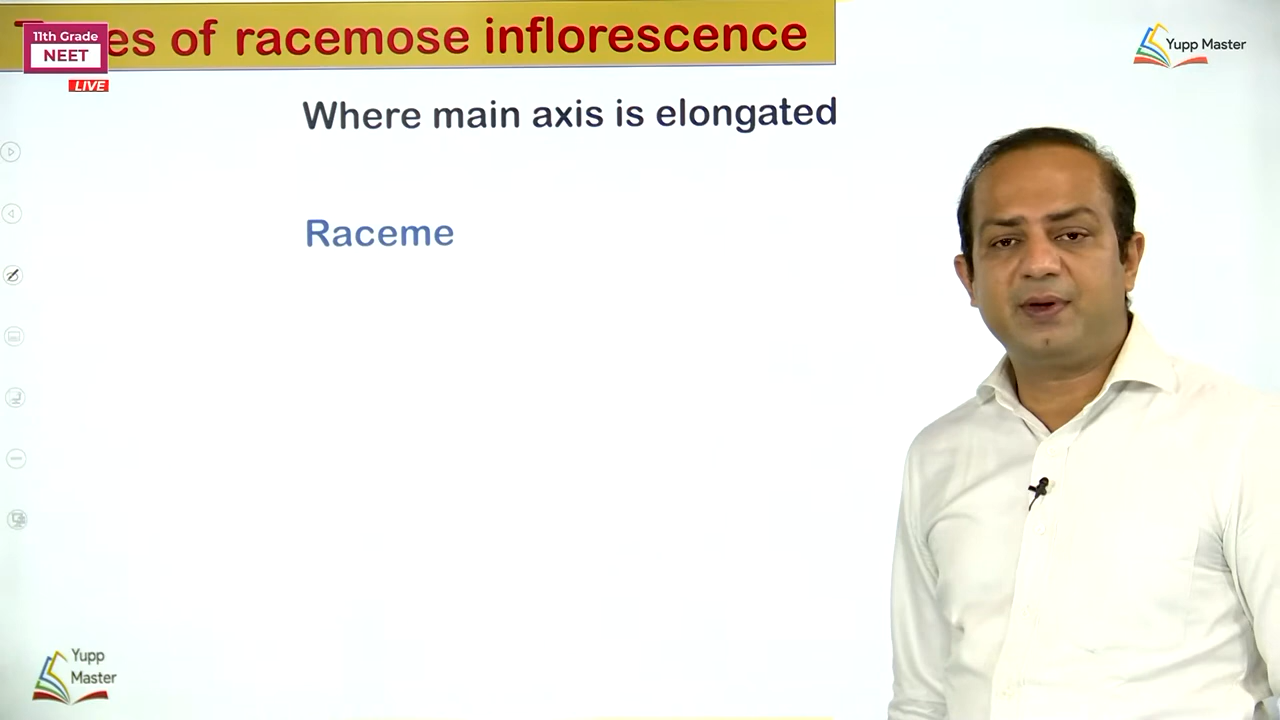 11th Grade
NEET
LIVE
es of racemose inflorescence
Yupp Master
Where main axis is elongated
Raceme
Yupp
Master